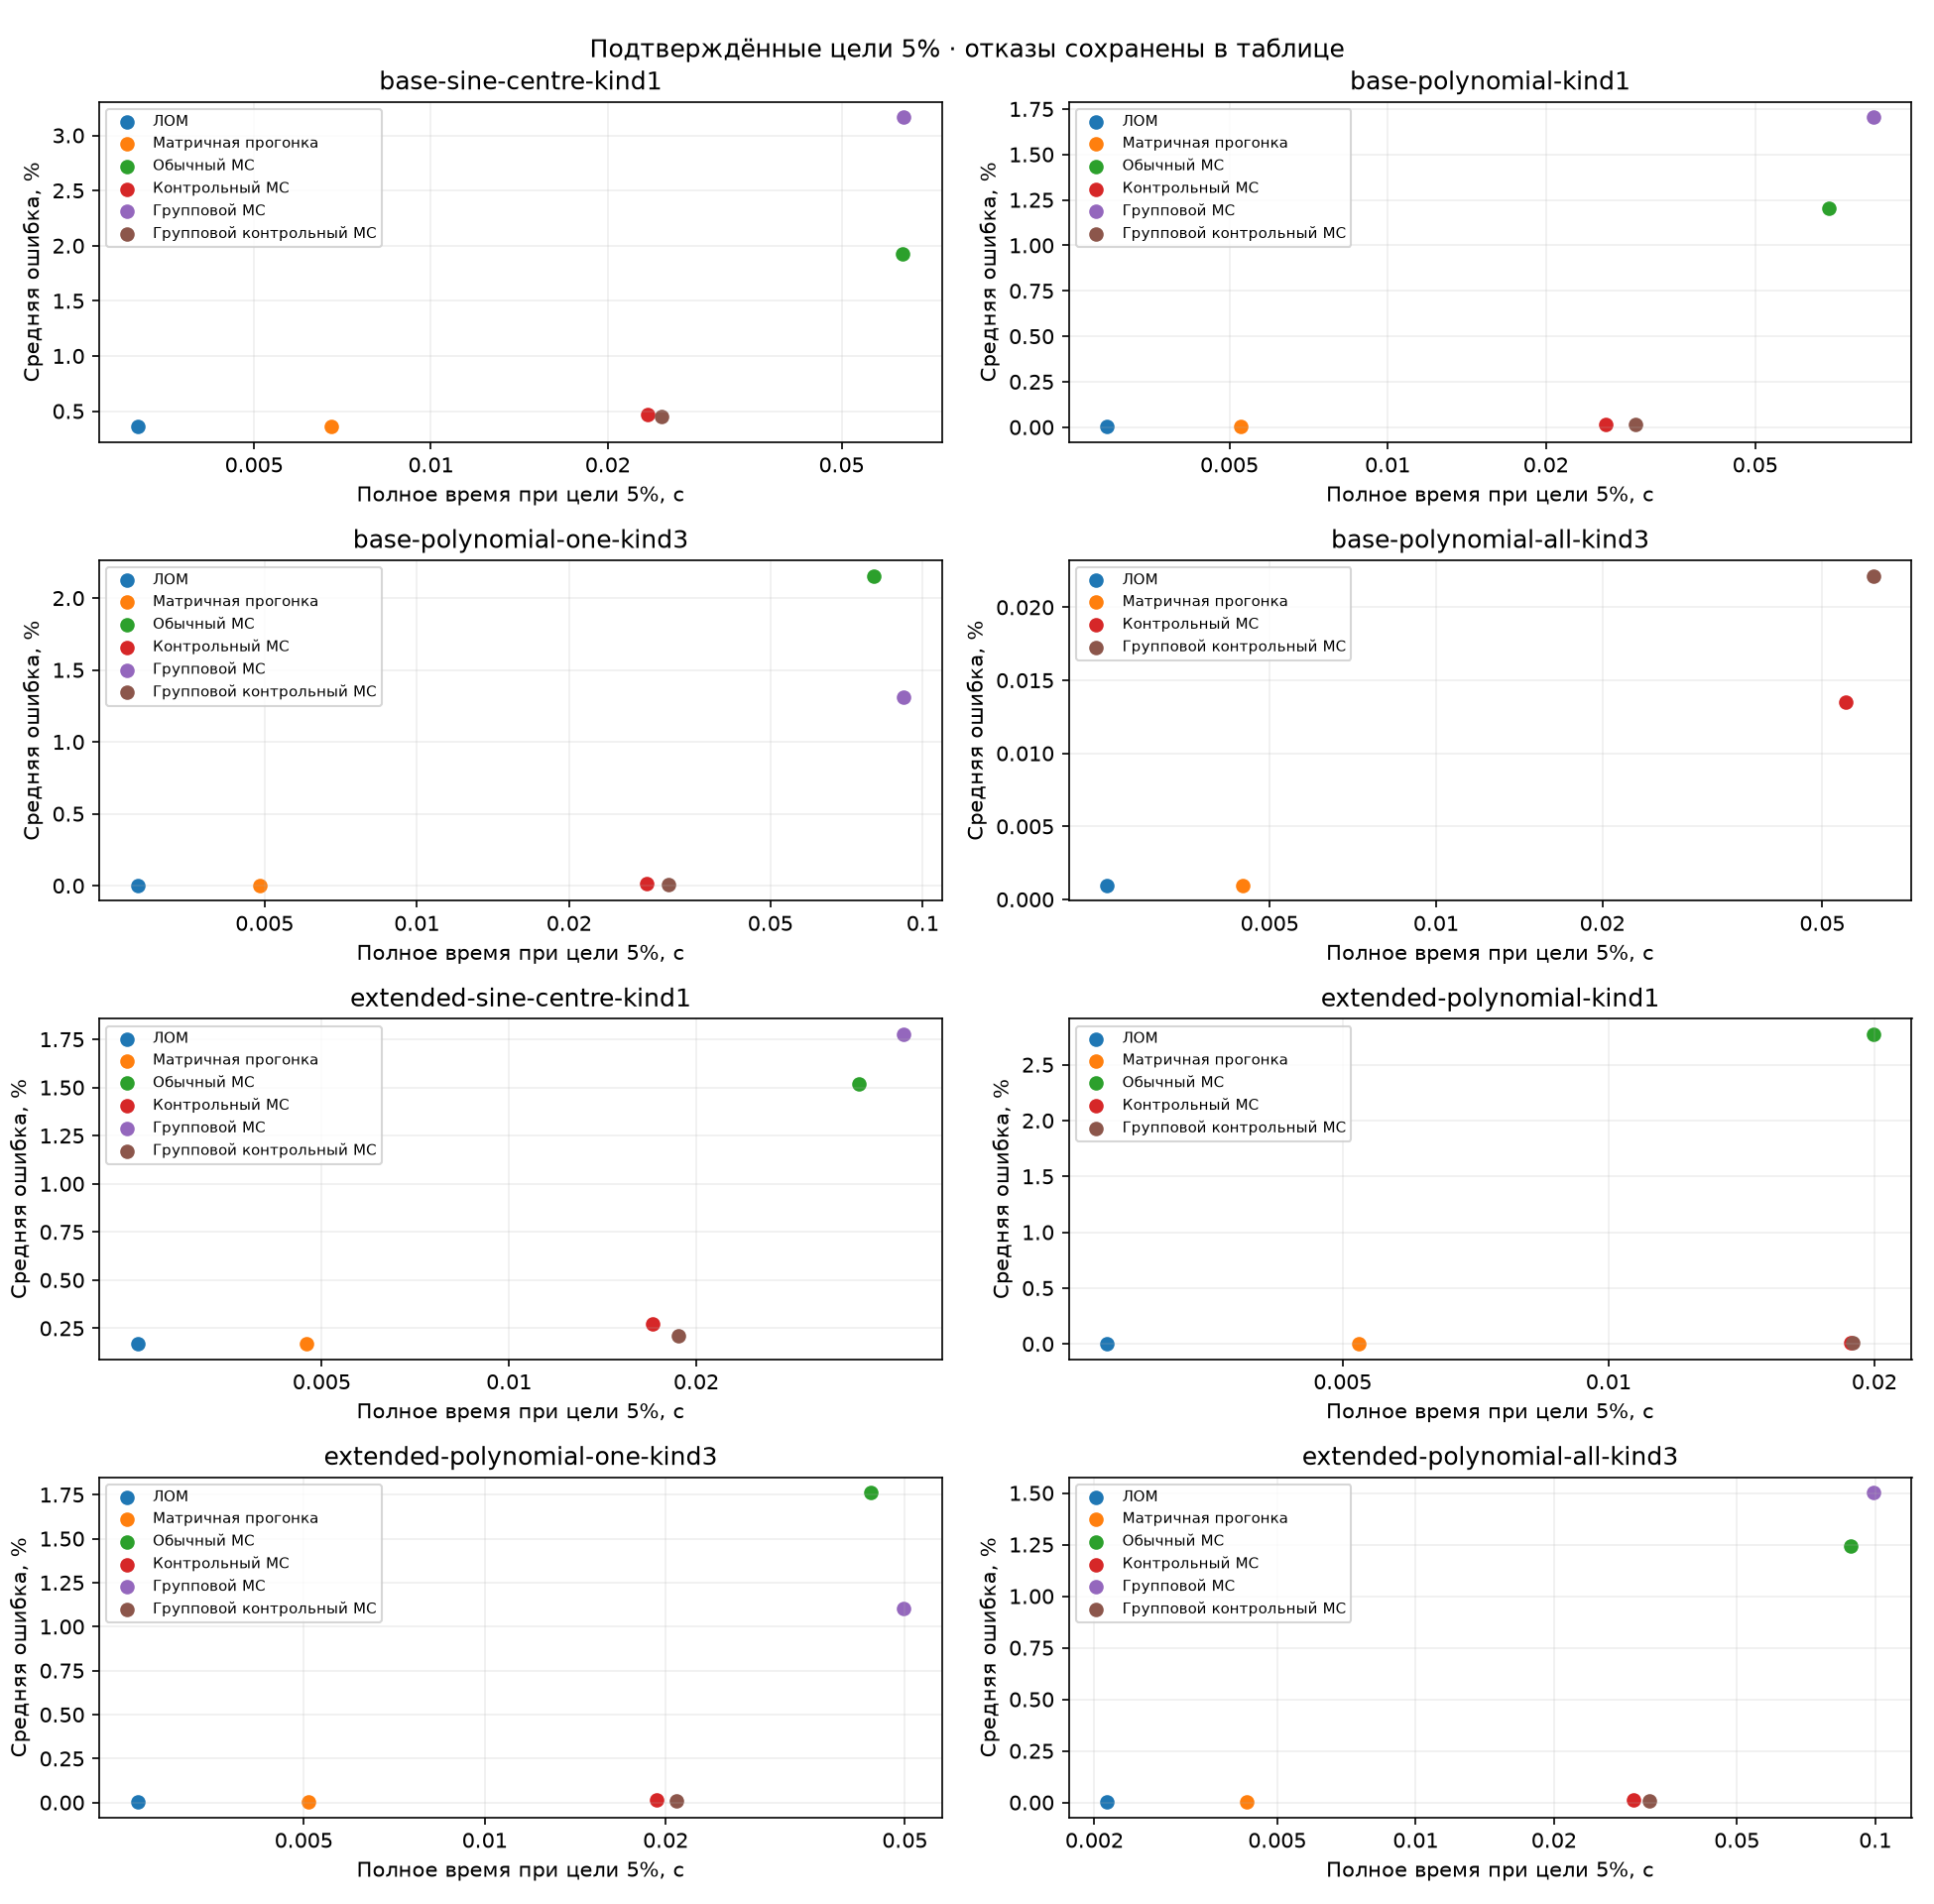 Подтверждённые цели 5% · отказы сохранены в таблице
base-sine-centre-kind1
Средняя ошибка, %
3.0
2.5
2.0
1.5
1.0
0.5
ЛОМ
Матричная прогонка
Обычный МС
Контрольный МС
Групповой МС
Групповой контрольный МС
0.005
0.01
0.02
0.05
Полное время при цели 5%, с
base-polynomial-kind1
Средняя ошибка, %
1.75
1.50
1.25
1.00
0.75
0.50
0.25
0.00
ЛОМ
Матричная прогонка
Обычный МС
Контрольный МС
Групповой МС
Групповой контрольный МС
0.005
0.01
0.02
0.05
Полное время при цели 5%, с
base-polynomial-one-kind3
Средняя ошибка, %
2.0
1.5
1.0
0.5
0.0
ЛОМ
Матричная прогонка
Обычный МС
Контрольный МС
Групповой МС
Групповой контрольный МС
0.005
0.01
0.02
0.05
0.1
Полное время при цели 5%, с
base-polynomial-all-kind3
Средняя ошибка, %
0.020
0.015
0.010
0.005
0.000
ЛОМ
Матричная прогонка
Контрольный МС
Групповой контрольный МС
0.005
0.01
0.02
0.05
Полное время при цели 5%, с
extended-sine-centre-kind1
Средняя ошибка, %
1.75
1.50
1.25
1.00
0.75
0.50
0.25
ЛОМ
Матричная прогонка
Обычный МС
Контрольный МС
Групповой МС
Групповой контрольный МС
0.005
0.01
0.02
Полное время при цели 5%, с
extended-polynomial-kind1
Средняя ошибка, %
2.5
2.0
1.5
1.0
0.5
0.0
ЛОМ
Матричная прогонка
Обычный МС
Контрольный МС
Групповой контрольный МС
0.005
0.01
0.02
Полное время при цели 5%, с
extended-polynomial-one-kind3
Средняя ошибка, %
1.75
1.50
1.25
1.00
0.75
0.50
0.25
0.00
ЛОМ
Матричная прогонка
Обычный МС
Контрольный МС
Групповой МС
Групповой контрольный МС
0.005
0.01
0.02
0.05
Полное время при цели 5%, с
extended-polynomial-all-kind3
Средняя ошибка, %
1.50
1.25
1.00
0.75
0.50
0.25
0.00
ЛОМ
Матричная прогонка
Обычный МС
Контрольный МС
Групповой МС
Групповой контрольный МС
0.002
0.005
0.01
0.02
0.05
0.1
Полное время при цели 5%, с